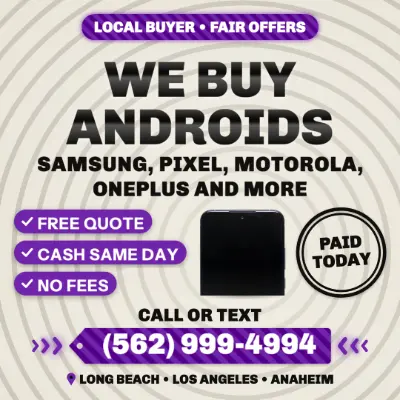 LOCAL BUYER • FAIR OFFERS
WE BUY
ANDROIDS
SAMSUNG, PIXEL, MOTOROLA,
ONEPLUS AND MORE
FREE QUOTE
CASH SAME DAY
NO FEES
PAID
TODAY
CALL OR TEXT
(562) 999-4994
LONG BEACH • LOS ANGELES • ANAHEIM